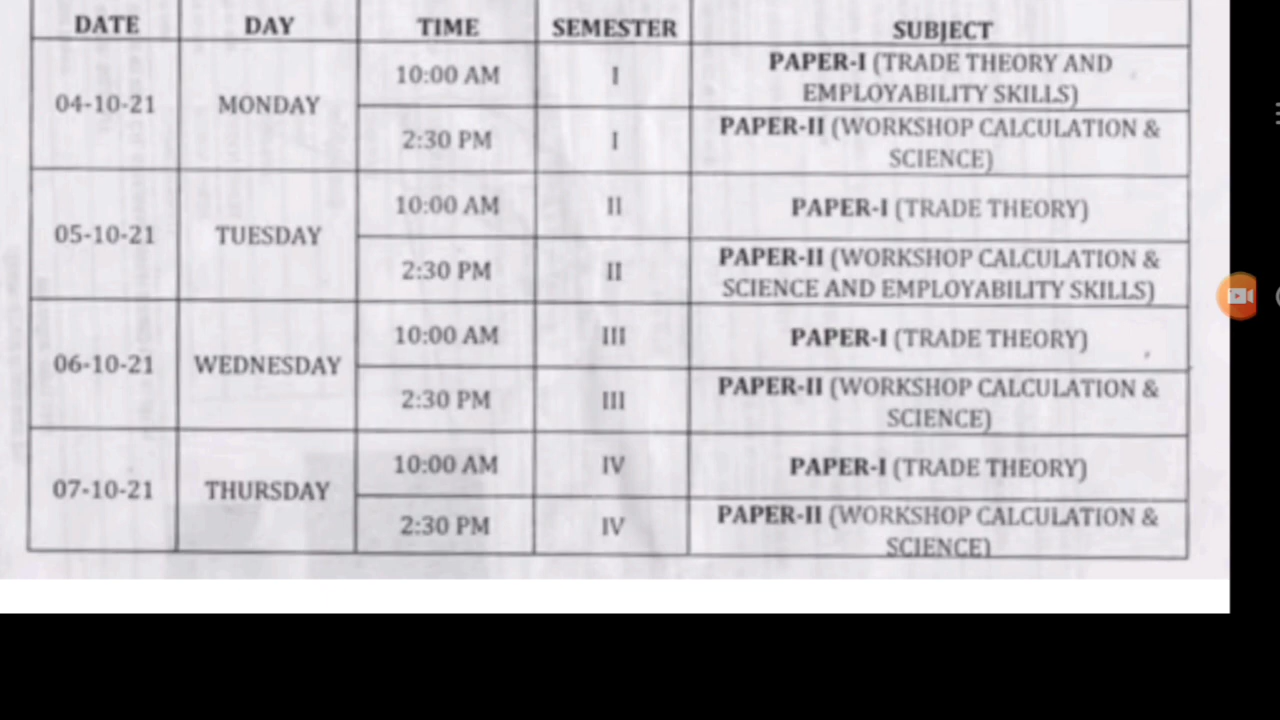 DATE DAY TIME SEMESTER SUBJECT
04-10-21 MONDAY 10:00 AM I PAPER-I (TRADE THEORY AND
EMPLOYABILITY SKILLS)
2:30 PM I PAPER-II (WORKSHOP CALCULATION &
SCIENCE)
05-10-21 TUESDAY 10:00 AM II PAPER-I (TRADE THEORY)
2:30 PM II PAPER-II (WORKSHOP CALCULATION &
SCIENCE AND EMPLOYABILITY SKILLS)
06-10-21 WEDNESDAY 10:00 AM III PAPER-I (TRADE THEORY)
2:30 PM III PAPER-II (WORKSHOP CALCULATION &
SCIENCE)
07-10-21 THURSDAY 10:00 AM IV PAPER-I (TRADE THEORY)
2:30 PM IV PAPER-II (WORKSHOP CALCULATION &
SCIENCE)